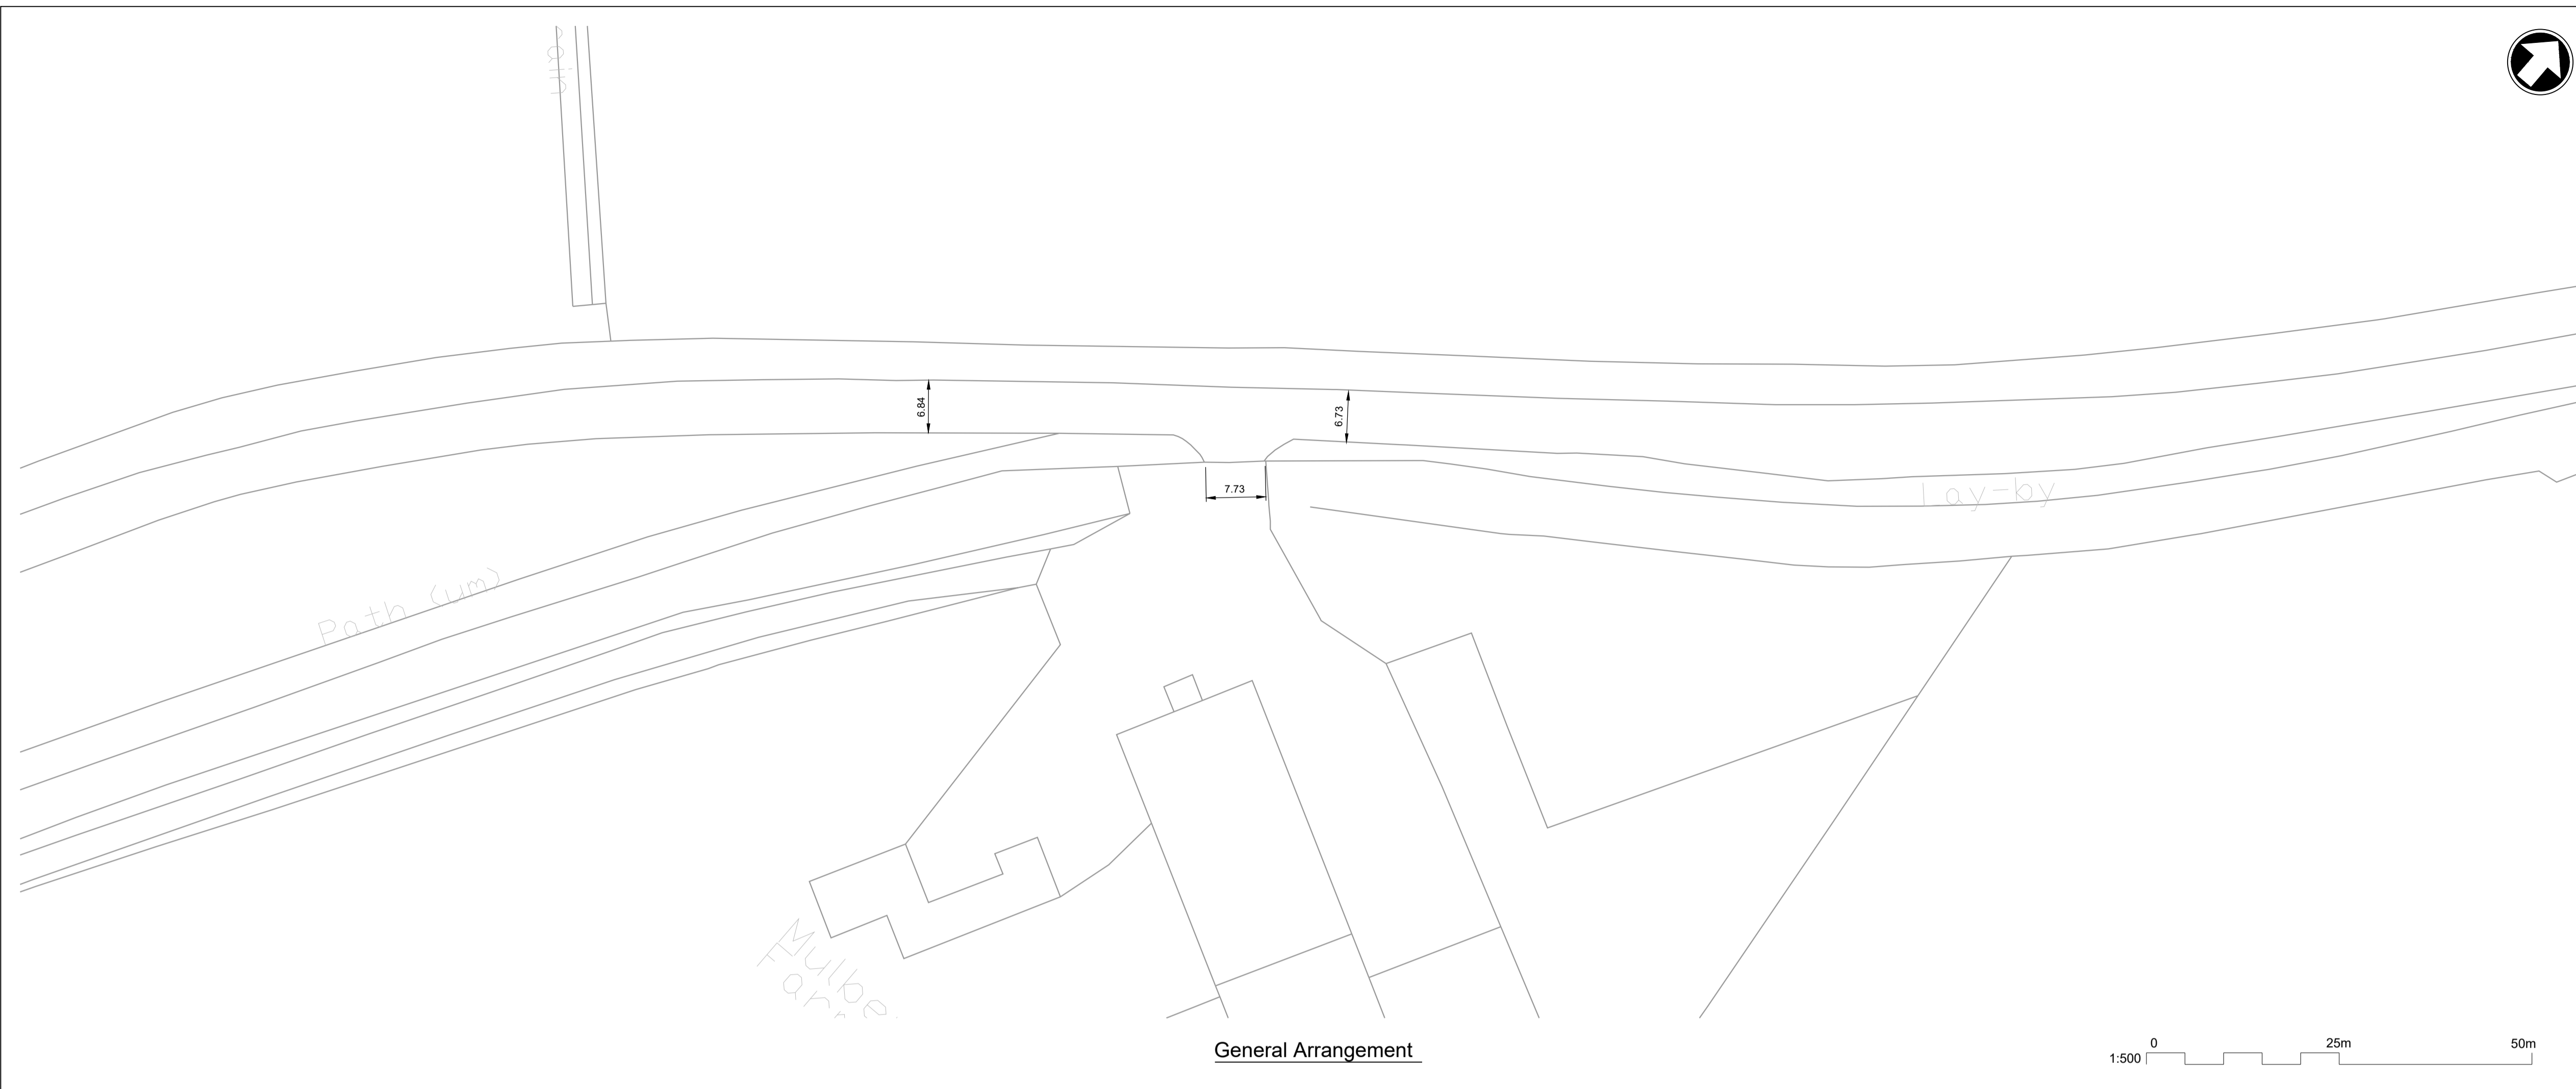 6.84
6.73
7.73
Lay-by
Path (um)
General Arrangement
0 25m 50m
1:500